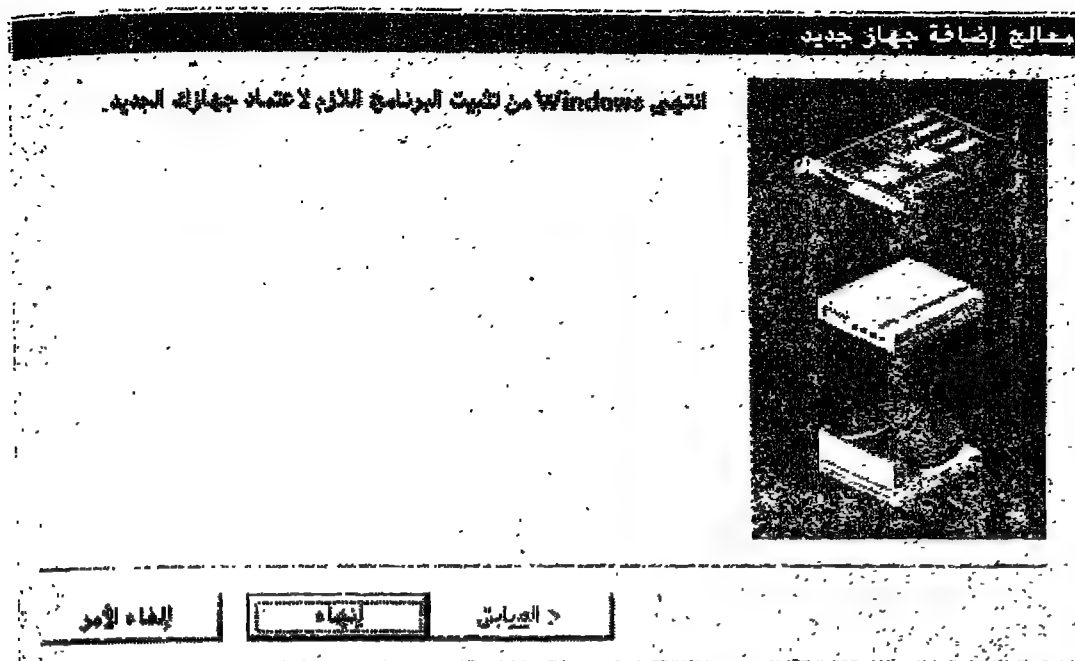 معالج إضافة جهاز جديد
انتهى Windows من تثبيت البرنامج اللازم لاعتماد جهازك الجديد.
< السابق
إنهاء
إلغاء الأمر